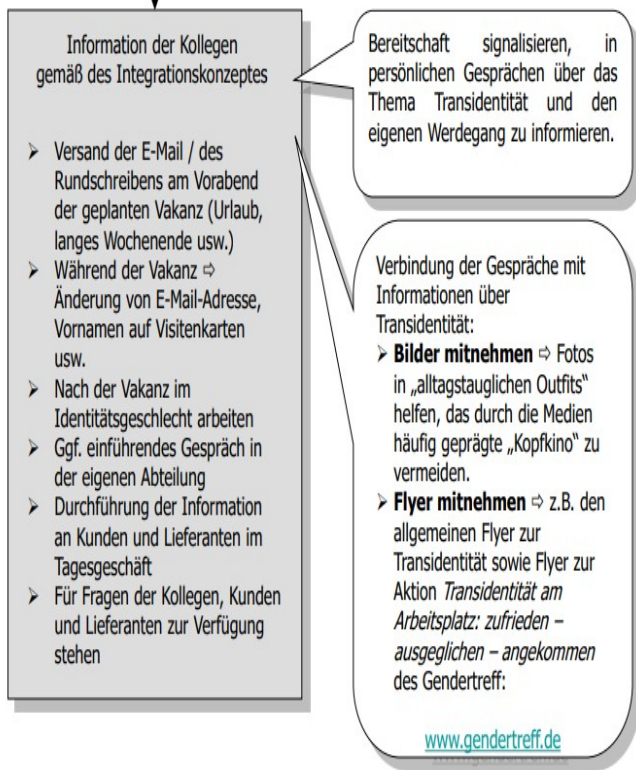 Information der Kollegen
gemäß des Integrationskonzeptes
➢ Versand der E-Mail / des
Rundschreibens am Vorabend
der geplanten Vakanz (Urlaub,
langes Wochenende usw.)
➢ Während der Vakanz ⇨
Änderung von E-Mail-Adresse,
Vornamen auf Visitenkarten
usw.
➢ Nach der Vakanz im
Identitätsgeschlecht arbeiten
➢ Ggf. einführendes Gespräch in
der eigenen Abteilung
➢ Durchführung der Information
an Kunden und Lieferanten im
Tagesgeschäft
➢ Für Fragen der Kollegen, Kunden
und Lieferanten zur Verfügung
stehen
Bereitschaft signalisieren, in
persönlichen Gesprächen über das
Thema Transidentität und den
eigenen Werdegang zu informieren.
Verbindung der Gespräche mit
Informationen über
Transidentität:
➢ Bilder mitnehmen ⇨ Fotos
in „alltagstauglichen Outfits“
helfen, das durch die Medien
häufig geprägte „Kopfkino“ zu
vermeiden.
➢ Flyer mitnehmen ⇨ z.B. den
allgemeinen Flyer zur
Transidentität sowie Flyer zur
Aktion Transidentität am
Arbeitsplatz: zufrieden –
ausgeglichen – angekommen
des Gendertreff:
www.gendertreff.de